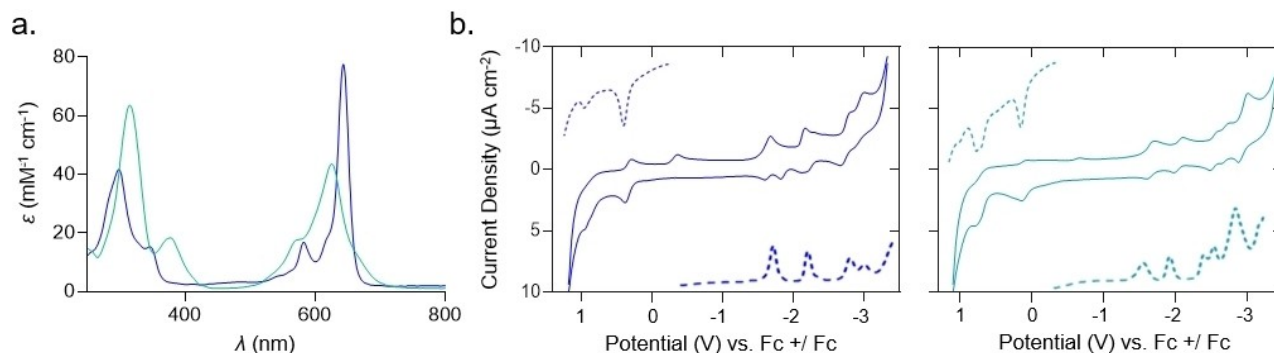 a.
80
60
40
20
0
ε (mM⁻¹ cm⁻¹)
400 600 800
λ (nm)
b.
-10
-5
0
5
10
Current Density (µA cm⁻²)
1 0 -1 -2 -3
Potential (V) vs. Fc +/ Fc
1 0 -1 -2 -3
Potential (V) vs. Fc +/ Fc